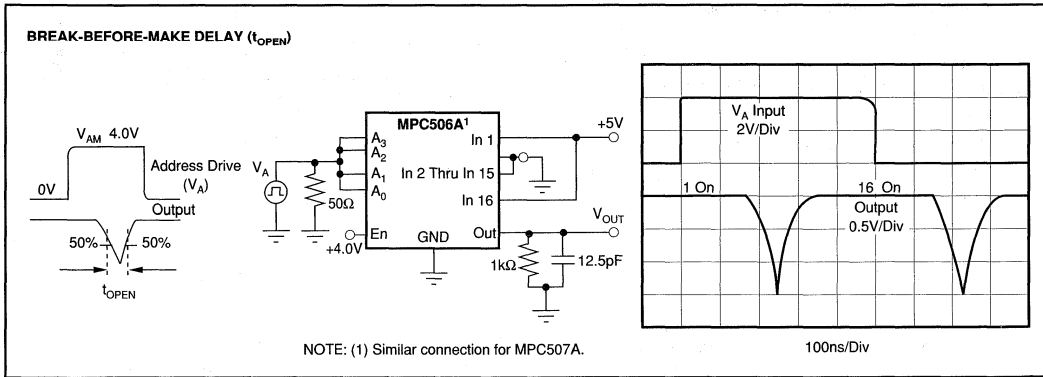 BREAK-BEFORE-MAKE DELAY (tOPEN)
VAM 4.0V
0V
Address Drive
(VA)
Output
50% 50%
tOPEN
VA
50Ω
+4.0V
MPC506A¹
A3
A2
A1
A0
En
GND
In 1
In 2 Thru In 15
In 16
Out
+5V
VOUT
1kΩ
12.5pF
VA Input
2V/Div
1 On
16 On
Output
0.5V/Div
100ns/Div
NOTE: (1) Similar connection for MPC507A.